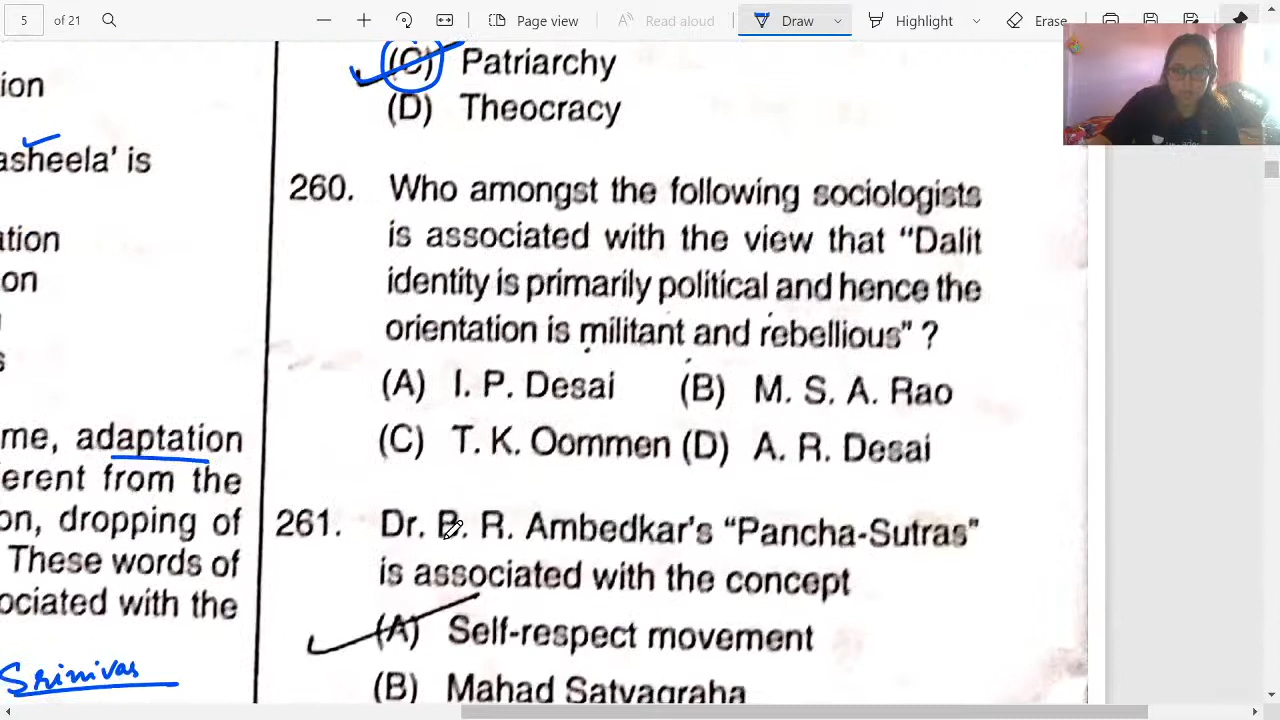 5 of 21 Page view Read aloud Draw Highlight Erase
(C) Patriarchy
(D) Theocracy
ion
asheela' is
ation
on
s
me, adaptation
erent from the
on, dropping of
These words of
ociated with the
Srinivas
260. Who amongst the following sociologists
is associated with the view that “Dalit
identity is primarily political and hence the
orientation is militant and rebellious” ?
(A) I. P. Desai (B) M. S. A. Rao
(C) T. K. Oommen (D) A. R. Desai
261. Dr. B. R. Ambedkar's “Pancha-Sutras”
is associated with the concept
(A) Self-respect movement
(B) Mahad Satyagraha